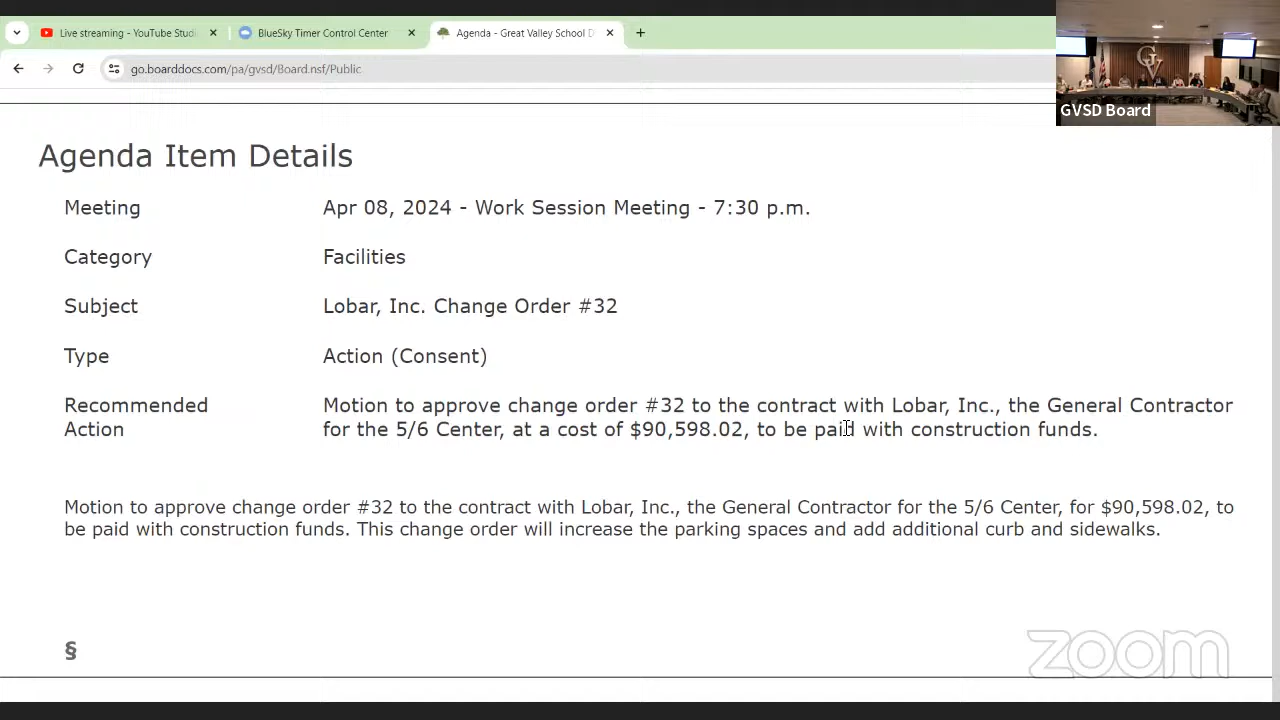 Live streaming - YouTube Studi
BlueSky Timer Control Center
Agenda - Great Valley School D
go.boarddocs.com/pa/gvsd/Board.nsf/Public
GV
GVSD Board
Agenda Item Details
Meeting Apr 08, 2024 - Work Session Meeting - 7:30 p.m.
Category Facilities
Subject Lobar, Inc. Change Order #32
Type Action (Consent)
Recommended Motion to approve change order #32 to the contract with Lobar, Inc., the General Contractor
Action for the 5/6 Center, at a cost of $90,598.02, to be paid with construction funds.
Motion to approve change order #32 to the contract with Lobar, Inc., the General Contractor for the 5/6 Center, for $90,598.02, to
be paid with construction funds. This change order will increase the parking spaces and add additional curb and sidewalks.
§
zoom